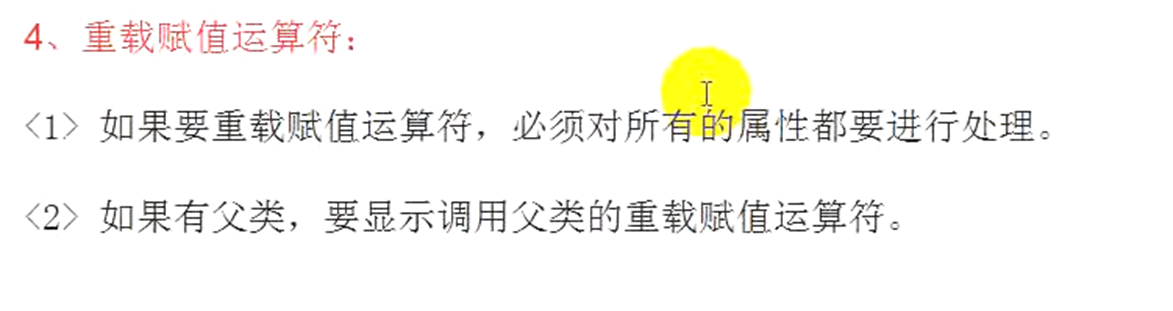 4、重载赋值运算符：
<1> 如果要重载赋值运算符，必须对所有的属性都要进行处理。
<2> 如果有父类，要显示调用父类的重载赋值运算符。